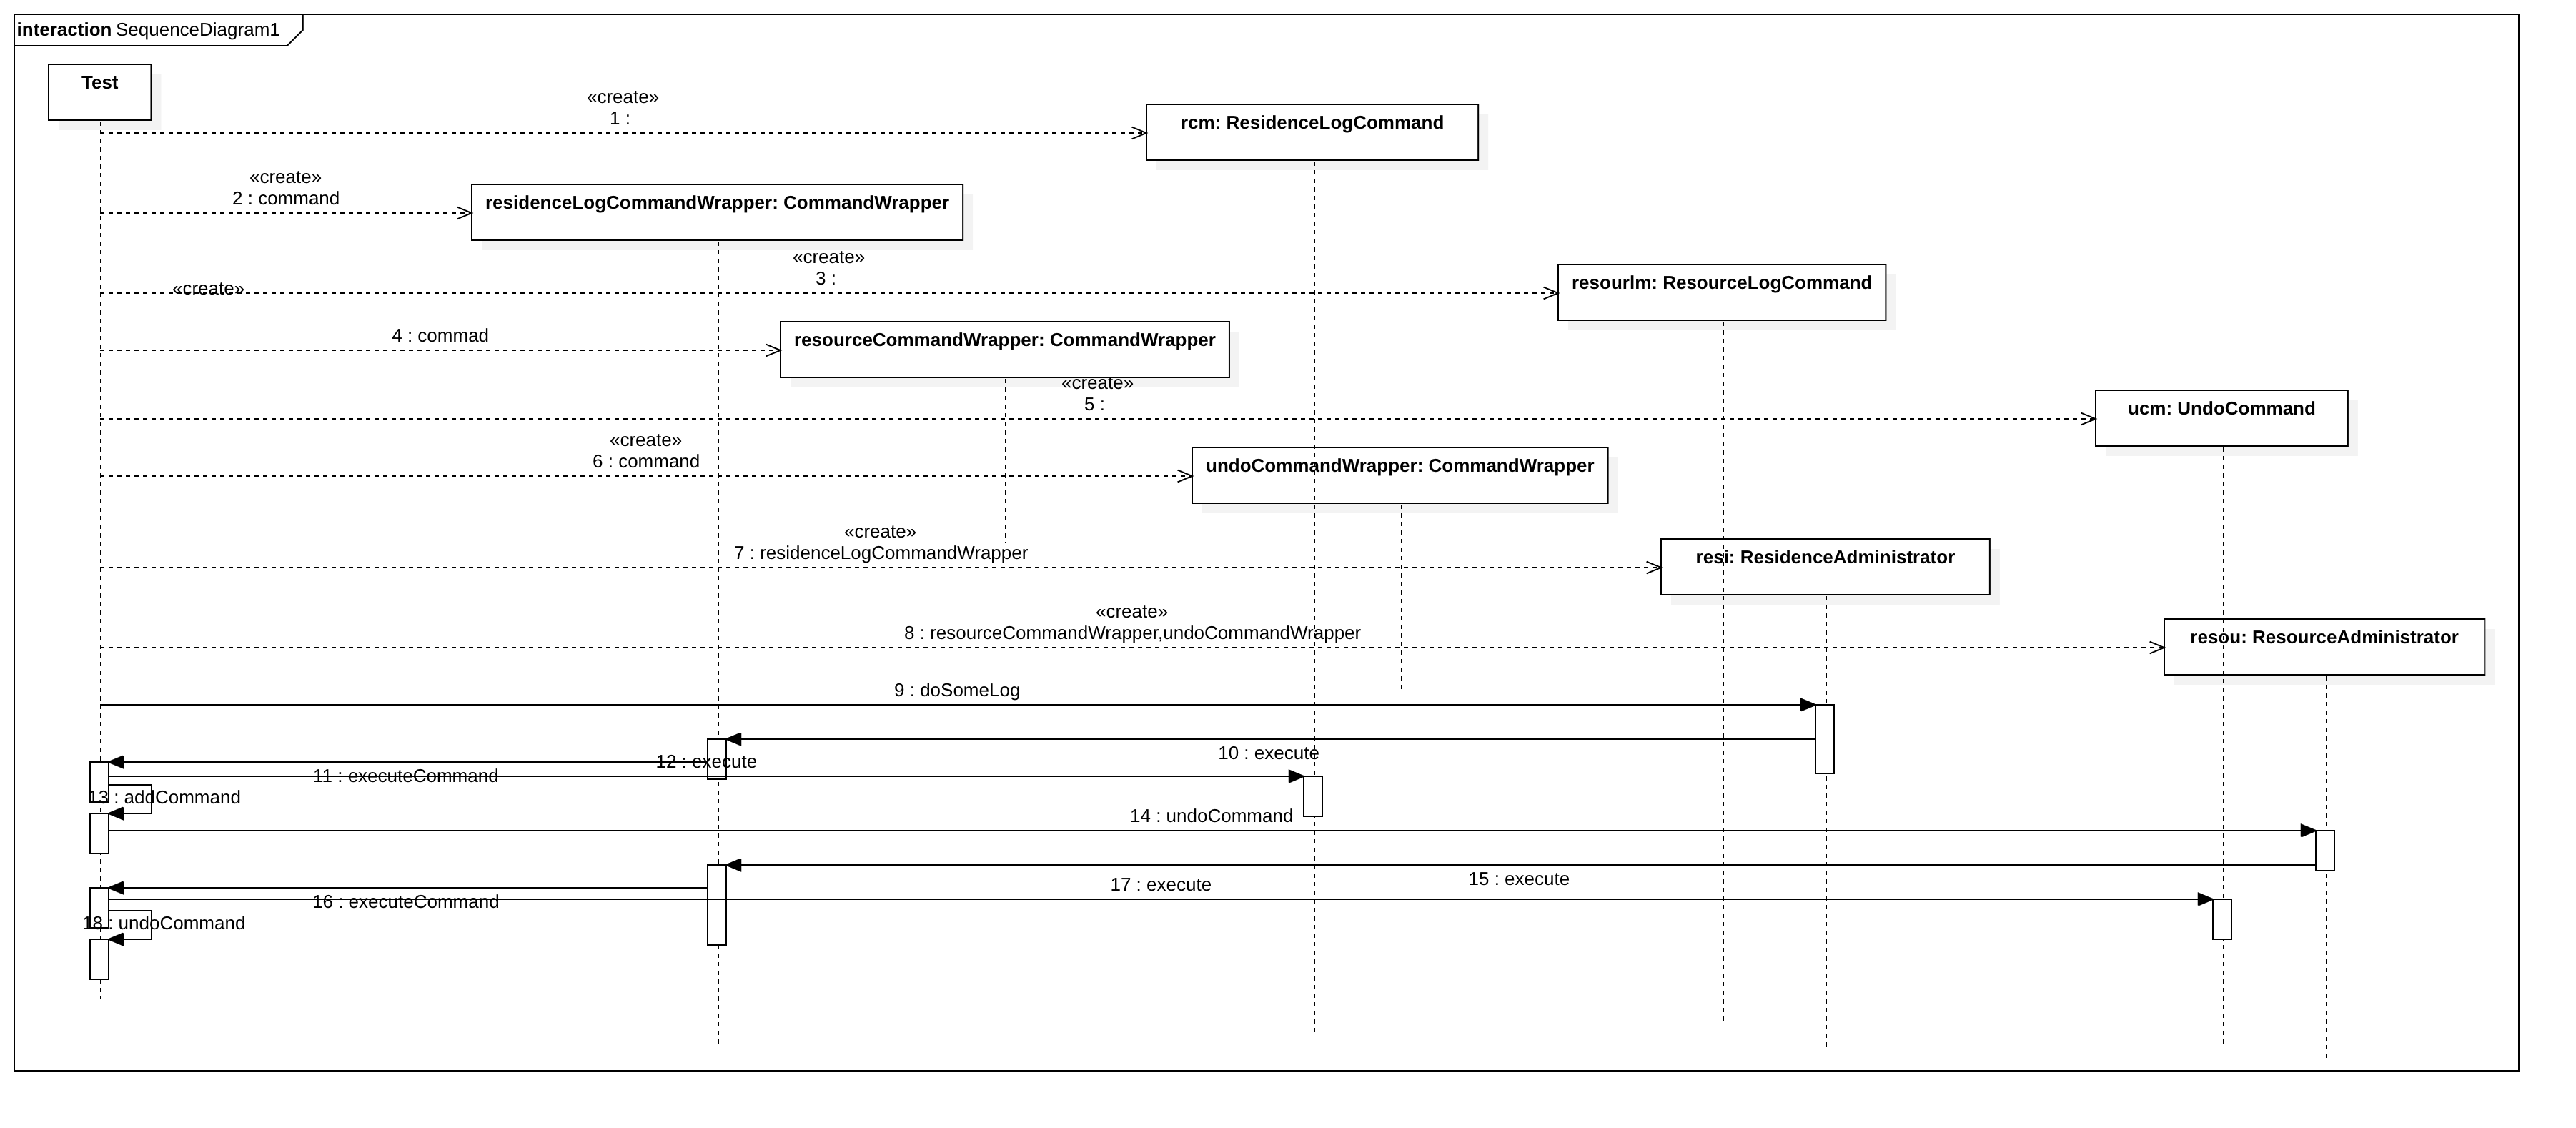 interaction SequenceDiagram1
Test
«create»
1 :
rcm: ResidenceLogCommand
«create»
2 : command
residenceLogCommandWrapper: CommandWrapper
«create»
3 :
resourlm: ResourceLogCommand
«create»
4 : commad
resourceCommandWrapper: CommandWrapper
«create»
5 :
ucm: UndoCommand
«create»
6 : command
undoCommandWrapper: CommandWrapper
«create»
7 : residenceLogCommandWrapper
resi: ResidenceAdministrator
«create»
8 : resourceCommandWrapper,undoCommandWrapper
resou: ResourceAdministrator
9 : doSomeLog
10 : execute
12 : execute
11 : executeCommand
13 : addCommand
14 : undoCommand
15 : execute
17 : execute
16 : executeCommand
18 : undoCommand